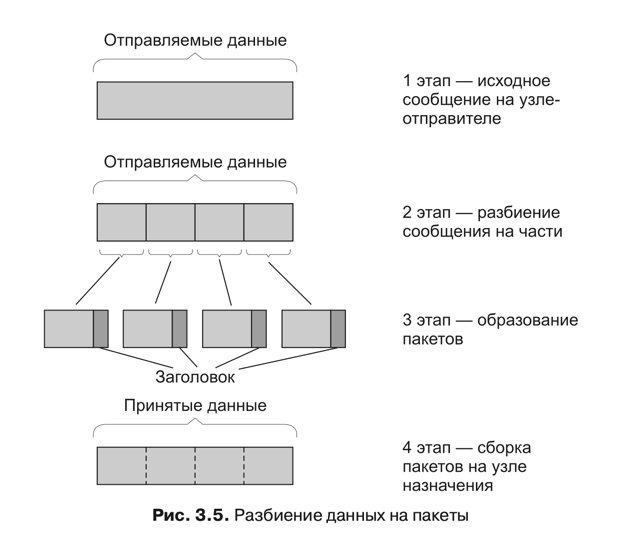 Отправляемые данные
1 этап — исходное
сообщение на узле-
отправителе
Отправляемые данные
2 этап — разбиение
сообщения на части
3 этап — образование
пакетов
Заголовок
Принятые данные
4 этап — сборка
пакетов на узле
назначения
Рис. 3.5. Разбиение данных на пакеты